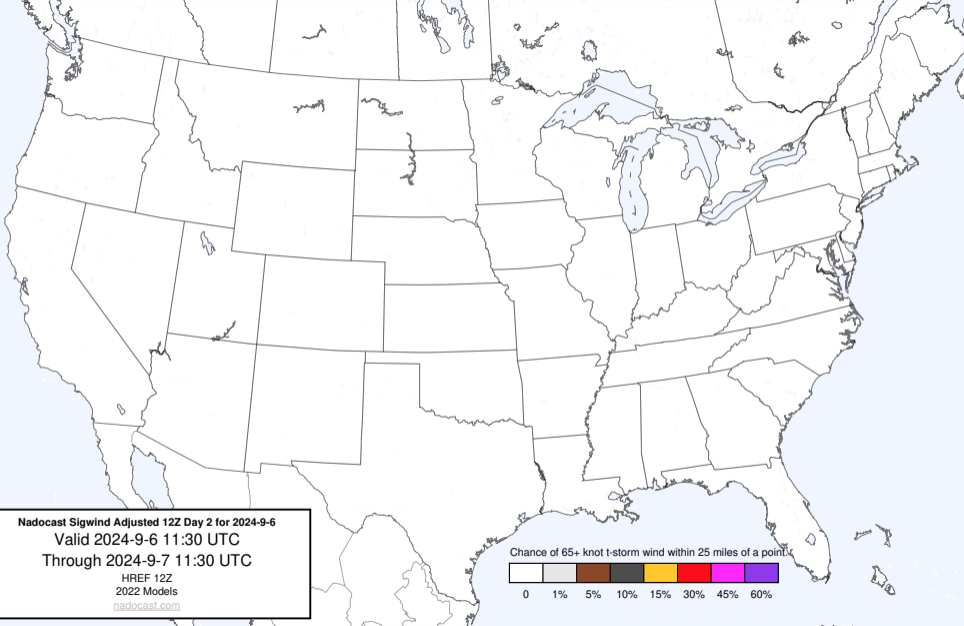 Nadocast Sigwind Adjusted 12Z Day 2 for 2024-9-6
Valid 2024-9-6 11:30 UTC
Through 2024-9-7 11:30 UTC
HREF 12Z
2022 Models
nadocast.com
Chance of 65+ knot t-storm wind within 25 miles of a point.
0 1% 5% 10% 15% 30% 45% 60%